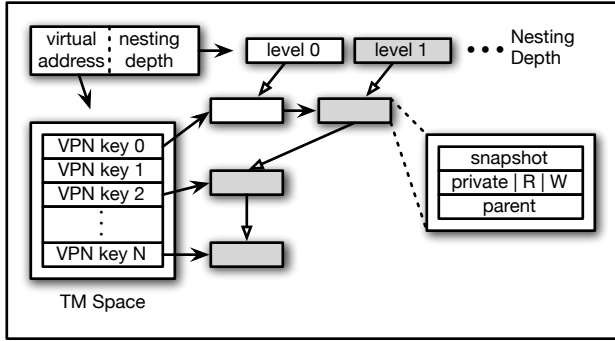 virtual address
nesting depth
level 0
level 1
••• Nesting Depth
VPN key 0
VPN key 1
VPN key 2
⋮
VPN key N
TM Space
snapshot
private | R | W
parent